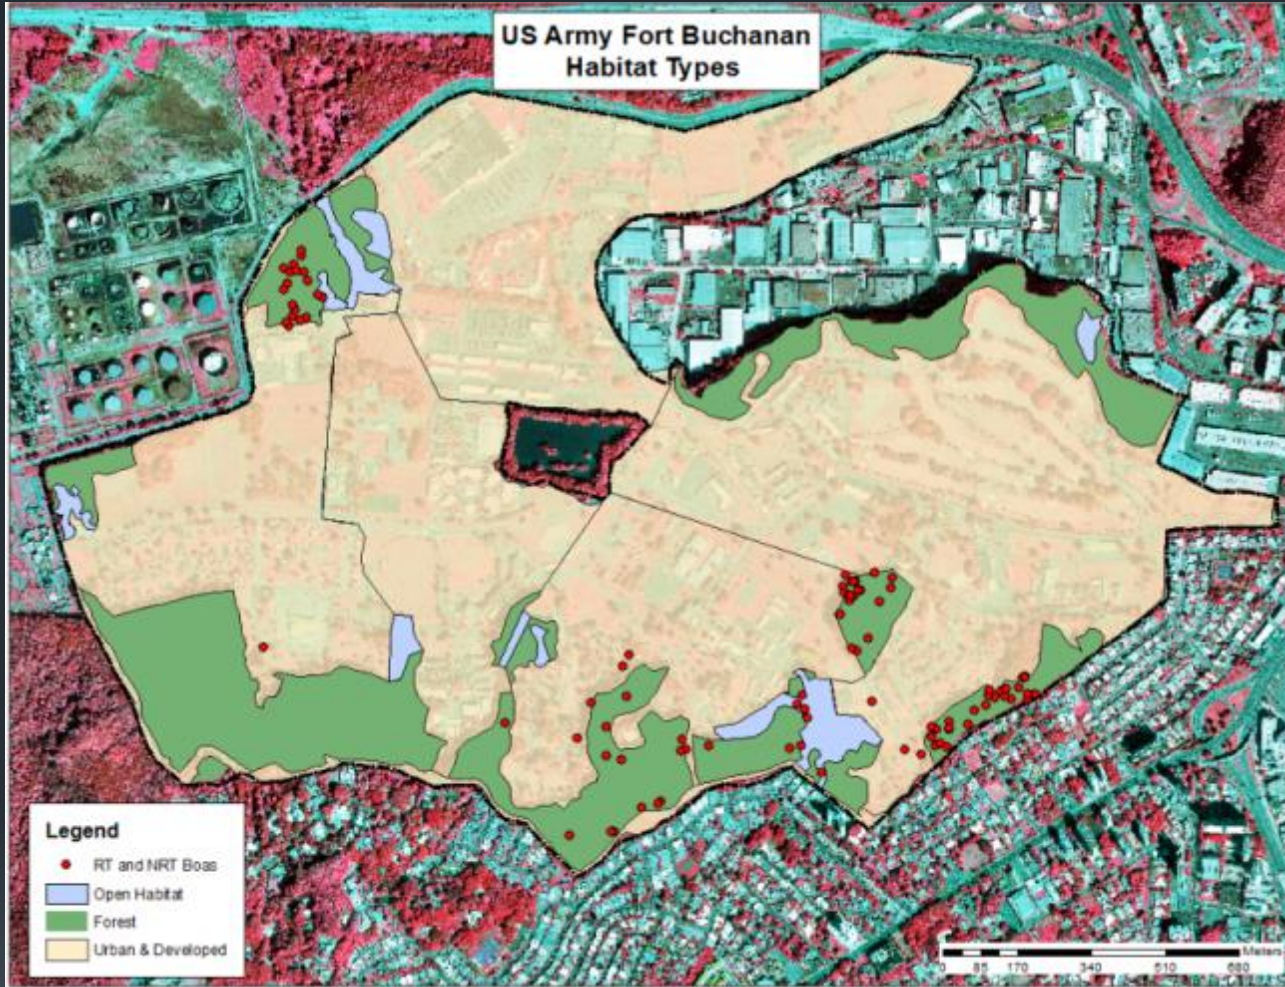 US Army Fort Buchanan
Habitat Types
Legend
RT and NRT Boas
Open Habitat
Forest
Urban & Developed
Meters
0 85 170 340 510 680